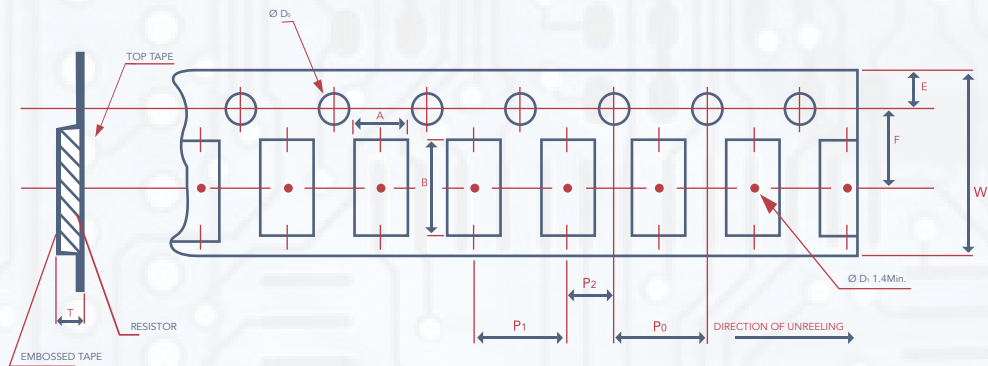 Ø D₀
TOP TAPE
E
A
F
B
W
P2
Ø D₁ 1.4Min.
T
P1
P0
DIRECTION OF UNREELING
RESISTOR
EMBOSSED TAPE